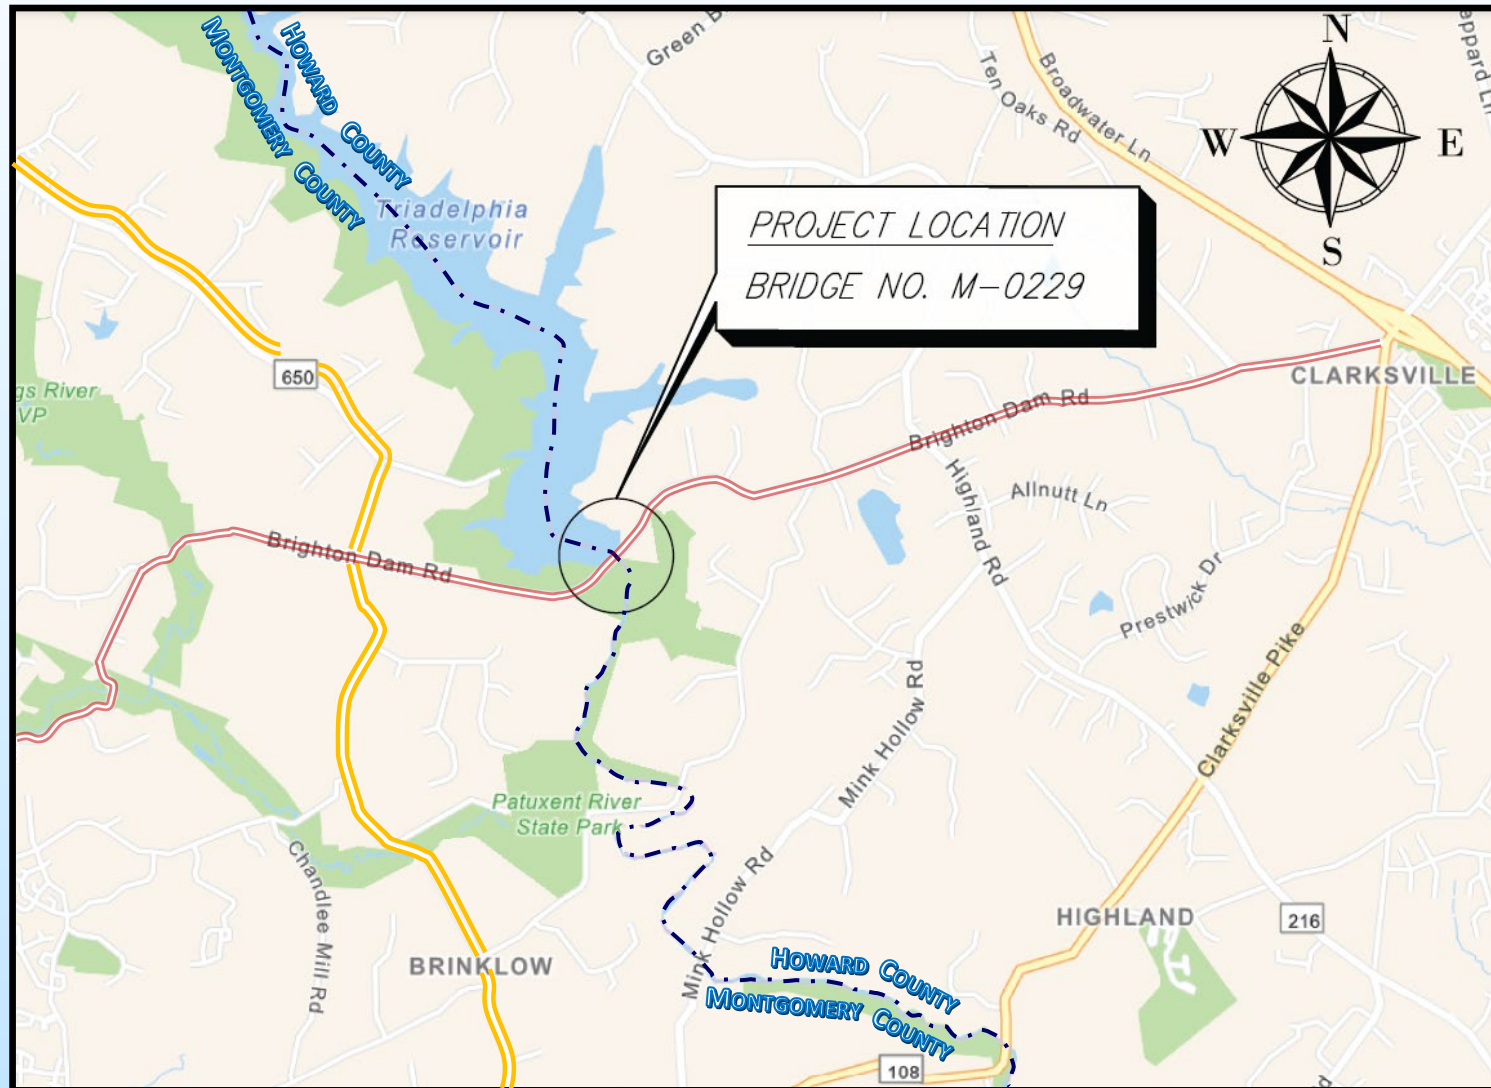 N
W
E
S
HOWARD COUNTY
MONTGOMERY COUNTY
Green B
Ten Oaks Rd
Broadwater Ln
eppard Ln
Triadelphia
Reservoir
PROJECT LOCATION
BRIDGE NO. M-0229
650
gs River
VP
CLARKSVILLE
Brighton Dam Rd
Brighton Dam Rd
Highland Rd
Allnutt Ln
Prestwick Dr
Clarksville Pike
Mink Hollow Rd
Patuxent River
State Park
Chandlee Mill Rd
Mink Hollow Rd
BRINKLOW
HIGHLAND
216
HOWARD COUNTY
MONTGOMERY COUNTY
108